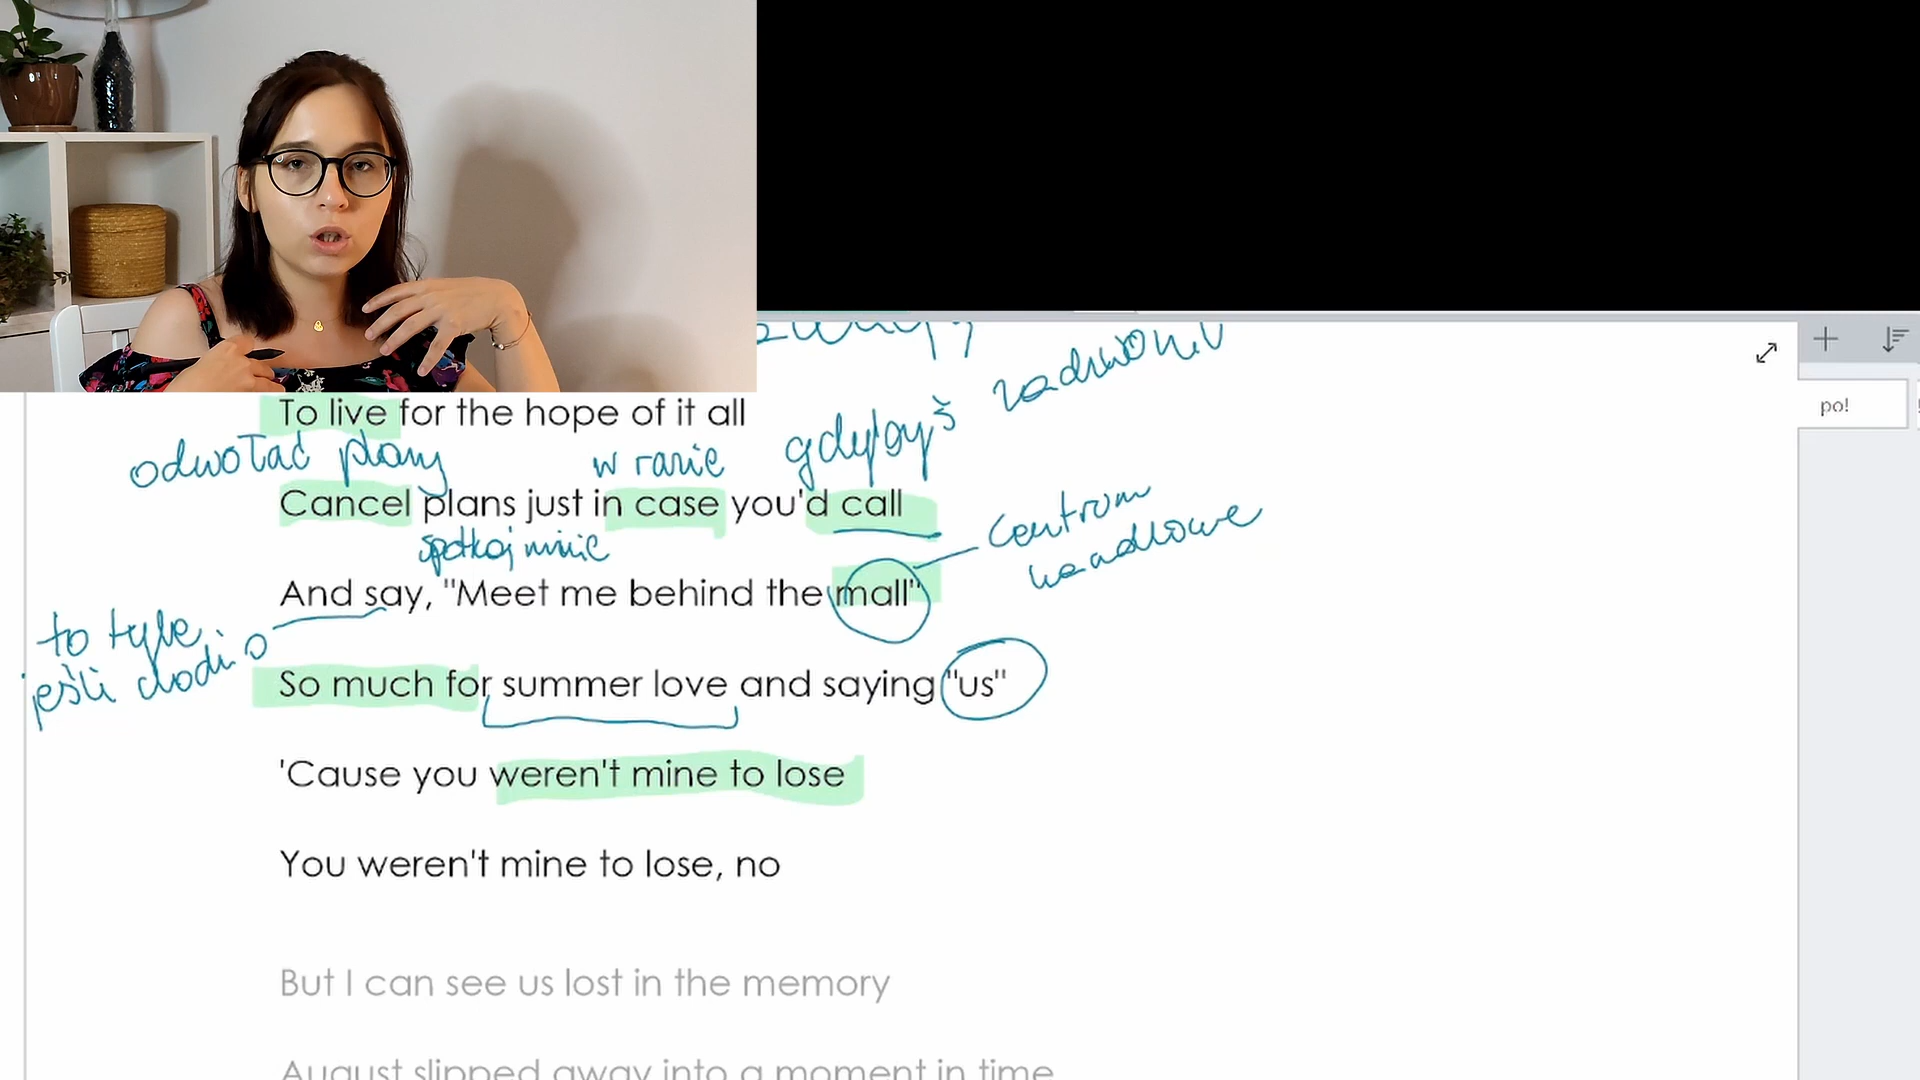 zadzwonił
po!
To live for the hope of it all
odwołać plany w razie gdybyś
Cancel plans just in case you'd call
spotkaj mnie
centrum
handlowe
And say, "Meet me behind the mall"
to tyle
jeśli chodzi o
So much for summer love and saying "us"
'Cause you weren't mine to lose
You weren't mine to lose, no
But I can see us lost in the memory
August slipped away into a moment in time